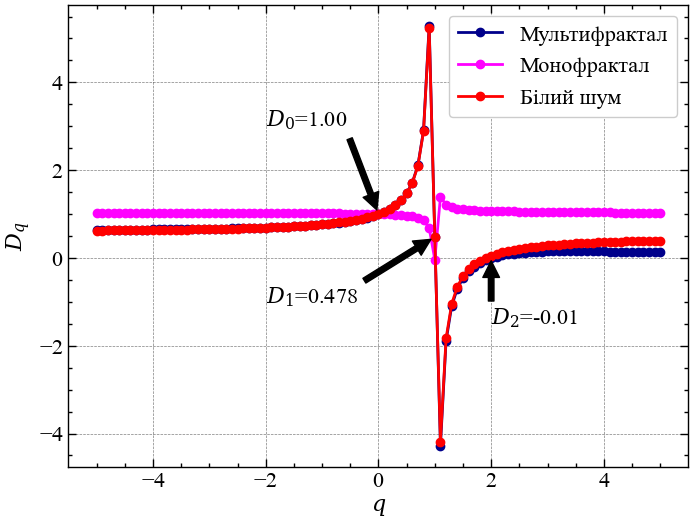 Мультифрактал
Монофрактал
Білий шум
D₀=1.00
D₁=0.478
D₂=-0.01
D_q
4
2
0
−2
−4
−4 −2 0 2 4
q